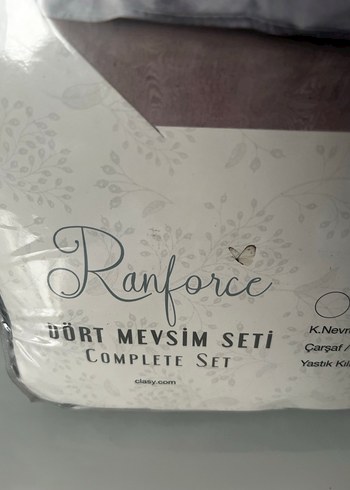 Ranforce
DÖRT MEVSİM SETİ
COMPLETE SET
clasy.com
K.Nevr
Çarşaf /
Yastık Kıl